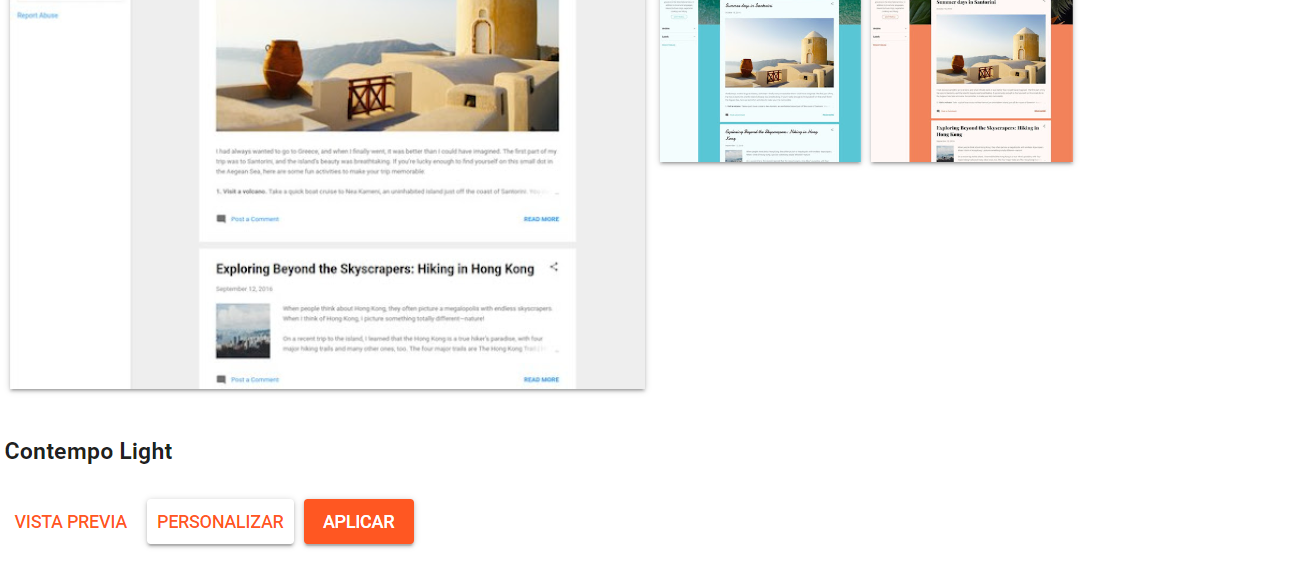 Report Abuse
I had always wanted to go to Greece, and when I finally went, it was better than I could have imagined. The first part of my
trip was to Santorini, and the island's beauty was breathtaking. If you're lucky enough to find yourself on this small dot in
the Aegean Sea, here are some fun activities to make your trip memorable:
1. Visit a volcano. Take a quick boat cruise to Nea Kameni, an uninhabited island just off the coast of Santorini.
Post a Comment
READ MORE
Exploring Beyond the Skyscrapers: Hiking in Hong Kong
September 12, 2016
When people think about Hong Kong, they often picture a megalopolis with endless skyscrapers.
When I think of Hong Kong, I picture something totally different—nature!
On a recent trip to the island, I learned that the Hong Kong is a true hiker's paradise, with four
major hiking trails and many other ones, too. The four major trails are The Hong Kong
Post a Comment
READ MORE
Summer days in Santorini
Exploring Beyond the Skyscrapers: Hiking in Hong
Kong
Summer days in Santorini
Exploring Beyond the Skyscrapers: Hiking in
Hong Kong
Contempo Light
VISTA PREVIA
PERSONALIZAR
APLICAR